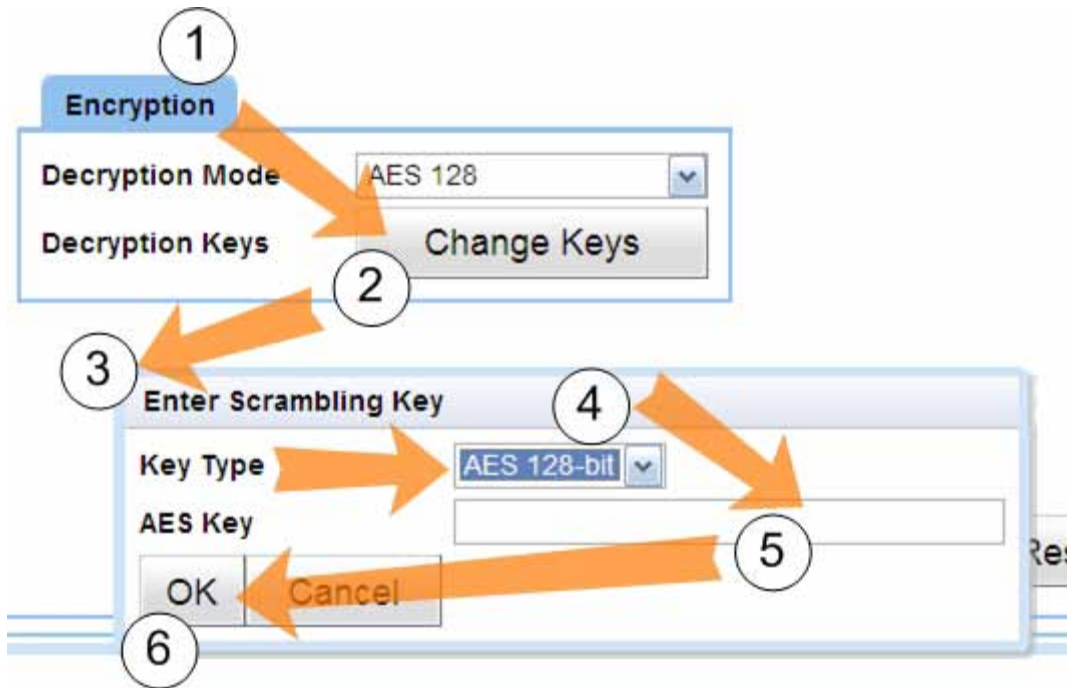 1
Encryption
Decryption Mode AES 128
Decryption Keys Change Keys
2
3
Enter Scrambling Key 4
Key Type AES 128-bit
AES Key
5
Res
OK Cancel
6